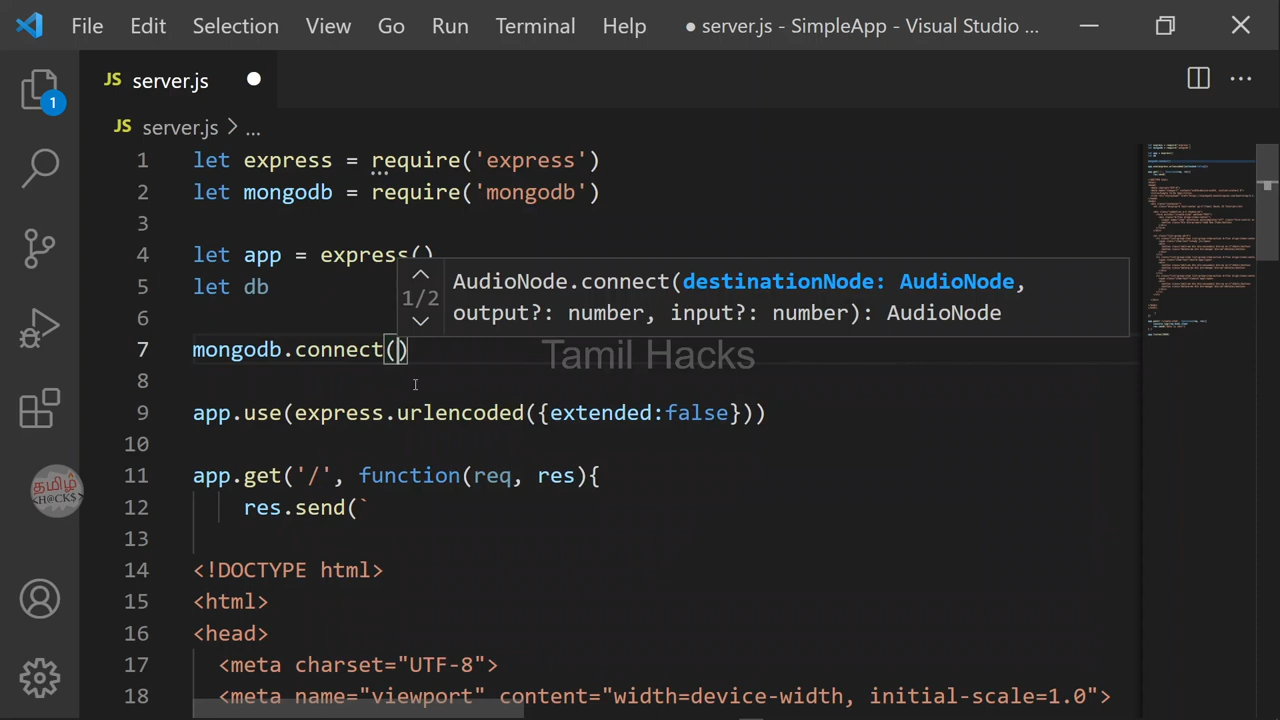 File Edit Selection View Go Run Terminal Help ● server.js - SimpleApp - Visual Studio ...
JS server.js
1
JS server.js > ...
1 let express = require('express')
2 let mongodb = require('mongodb')
3
4 let app = express()
AudioNode.connect(destinationNode: AudioNode,
5 let db
1/2
output?: number, input?: number): AudioNode
6
7 mongodb.connect()
Tamil Hacks
8
9 app.use(express.urlencoded({extended:false}))
10
11 app.get('/', function(req, res){
தமிழ்
<H@CK$>
12 res.send(`
13
14 <!DOCTYPE html>
15 <html>
16 <head>
17 <meta charset="UTF-8">
18 <meta name="viewport" content="width=device-width, initial-scale=1.0">